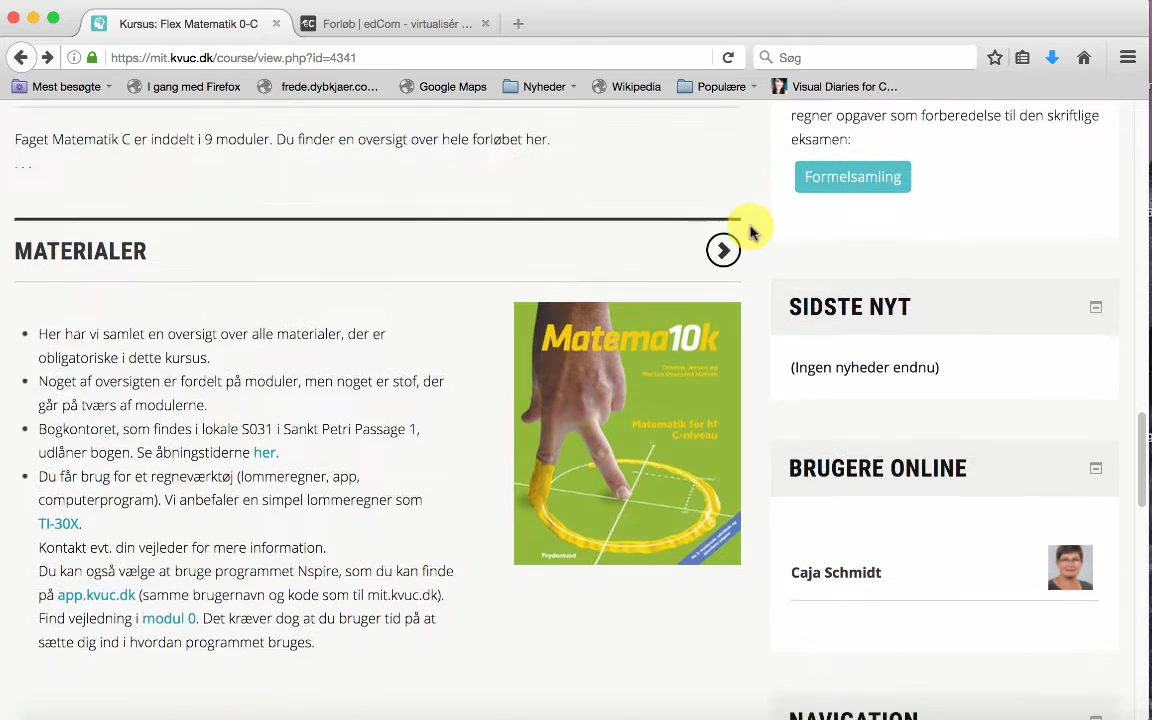 Kursus: Flex Matematik 0-C
Forløb | edCom - virtualisér ...
https://mit.kvuc.dk/course/view.php?id=4341
Søg
Mest besøgte
I gang med Firefox
frede.dybkjaer.co...
Google Maps
Nyheder
Wikipedia
Populære
Visual Diaries for C...
Faget Matematik C er inddelt i 9 moduler. Du finder en oversigt over hele forløbet her.
. . .
MATERIALER
Her har vi samlet en oversigt over alle materialer, der er
obligatoriske i dette kursus.
Noget af oversigten er fordelt på moduler, men noget er stof, der
går på tværs af modulerne.
Bogkontoret, som findes i lokale S031 i Sankt Petri Passage 1,
udlåner bogen. Se åbningstiderne her.
Du får brug for et regneværktøj (lommeregner, app,
computerprogram). Vi anbefaler en simpel lommeregner som
TI-30X.
Kontakt evt. din vejleder for mere information.
Du kan også vælge at bruge programmet Nspire, som du kan finde
på app.kvuc.dk (samme brugernavn og kode som til mit.kvuc.dk).
Find vejledning i modul 0. Det kræver dog at du bruger tid på at
sætte dig ind i hvordan programmet bruges.
Matema10k
Thomas Jensen og
Matematik for hf
C-niveau
Frydenlund
regner opgaver som forberedelse til den skriftlige
eksamen:
Formelsamling
SIDSTE NYT
(Ingen nyheder endnu)
BRUGERE ONLINE
Caja Schmidt
NAVIGATION